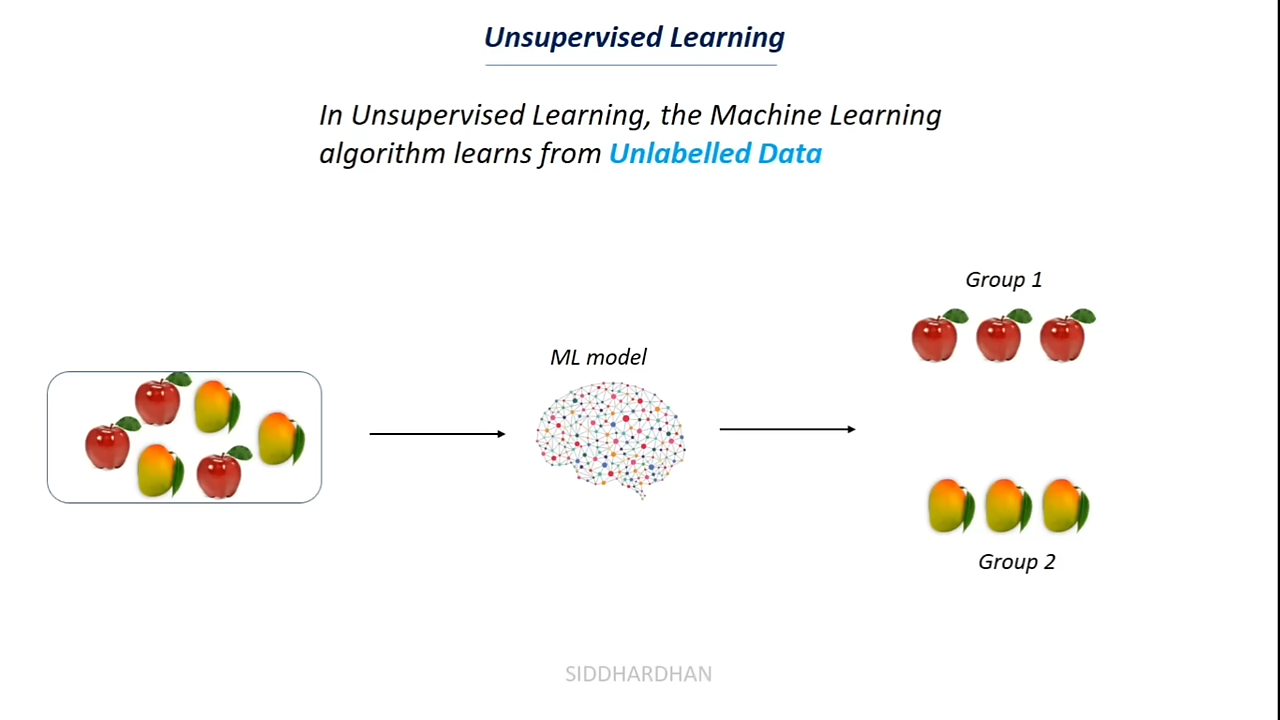 Unsupervised Learning
In Unsupervised Learning, the Machine Learning
algorithm learns from Unlabelled Data
Group 1
ML model
Group 2
SIDDHARDHAN